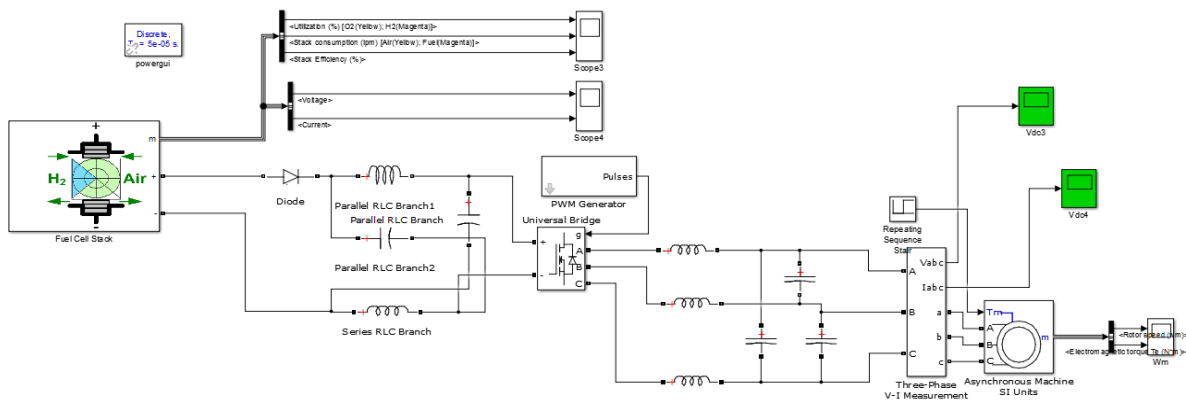 Discrete,
= 5e-05 s.
powergui
<Utilization (%) [O2(Yellow); H2(Magenta)]>
<Stack consumption (lpm) [Air(Yellow); Fuel(Magenta)]>
<Stack Efficiency (%)>
Scope3
<Voltage>
<Current>
Scope4
Vdc3
Vdc4
+
m
H2
Air
+
-
-
Fuel Cell Stack
Diode
Parallel RLC Branch1
Parallel RLC Branch
Parallel RLC Branch2
Series RLC Branch
Pulses
PWM Generator
Universal Bridge
g
+
A
B
-
C
Repeating
Sequence
Stair
Vabc
A
Iabc
B
a
b
C
c
Three-Phase
V-I Measurement
Tm
A
m
B
C
Asynchronous Machine
SI Units
<Rotor speed (wm)>
<Electromagnetic torque Te (N*m)>
Wm